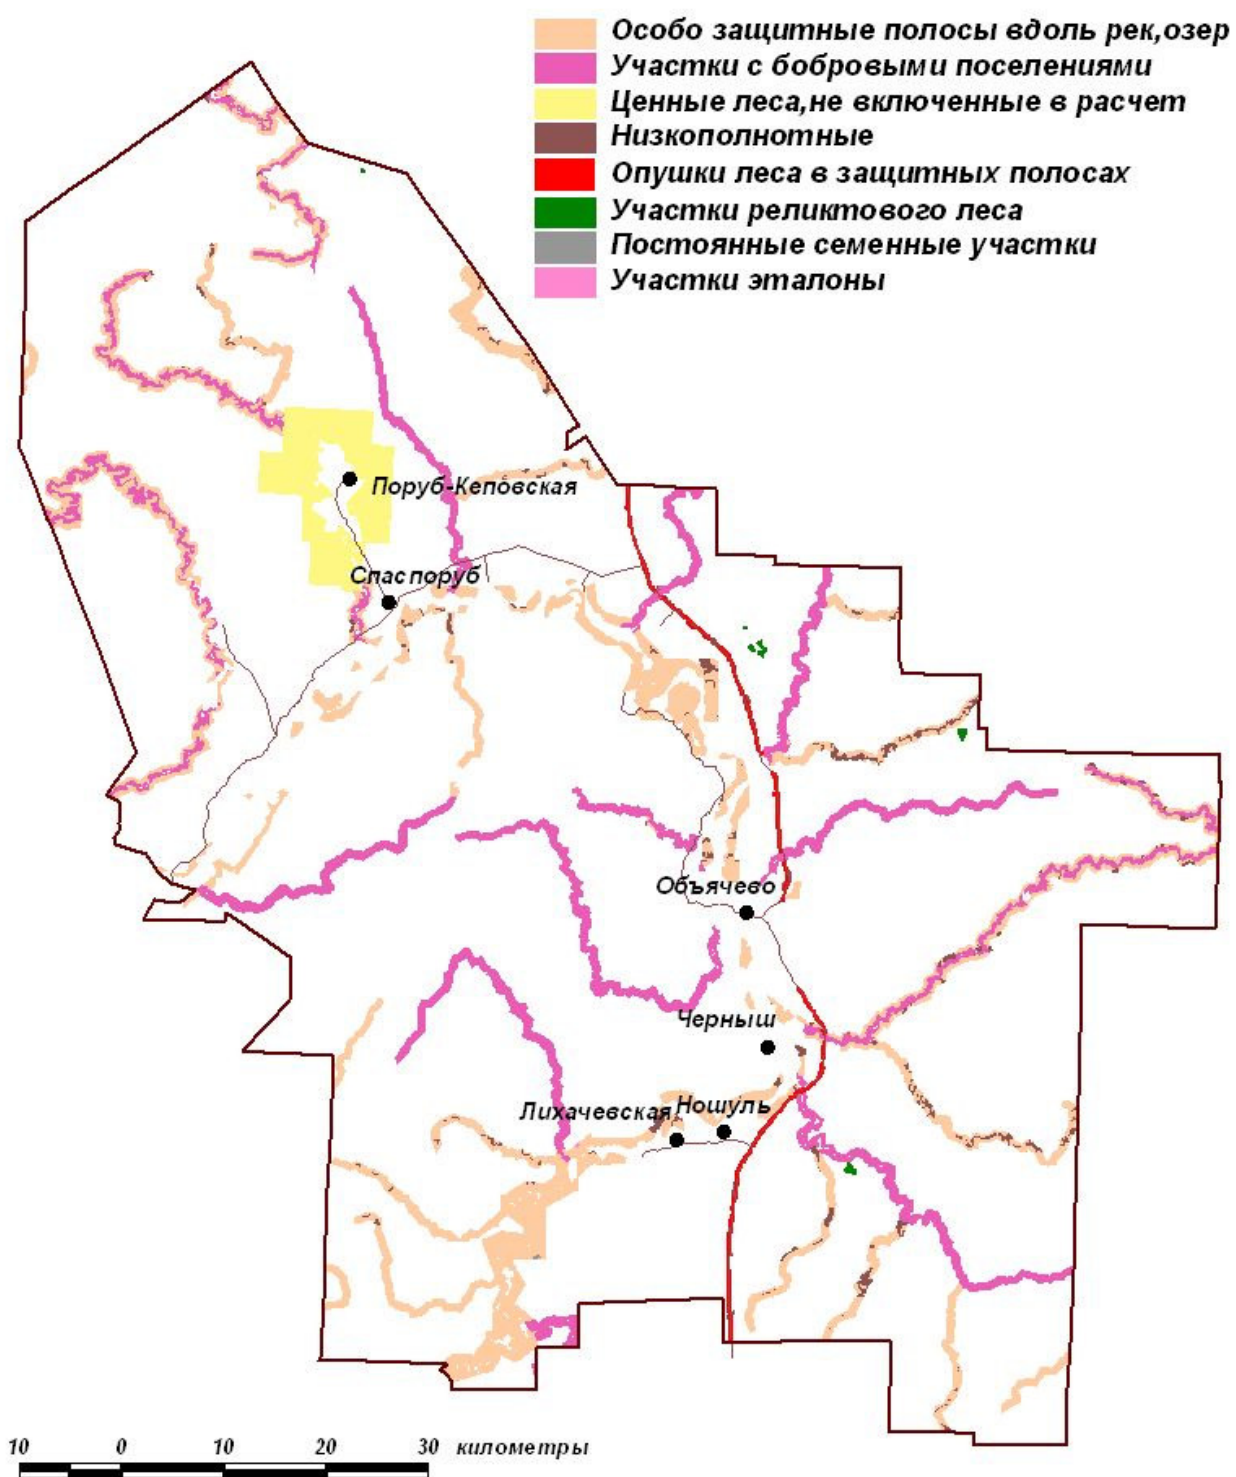 Особо защитные полосы вдоль рек,озер
Участки с бобровыми поселениями
Ценные леса,не включенные в расчет
Низкополнотные
Опушки леса в защитных полосах
Участки реликтового леса
Постоянные семенные участки
Участки эталоны
Поруб-Кеповская
Спаспоруб
Объячево
Черныш
Лихачевская
Ношуль
10 0 10 20 30 километры